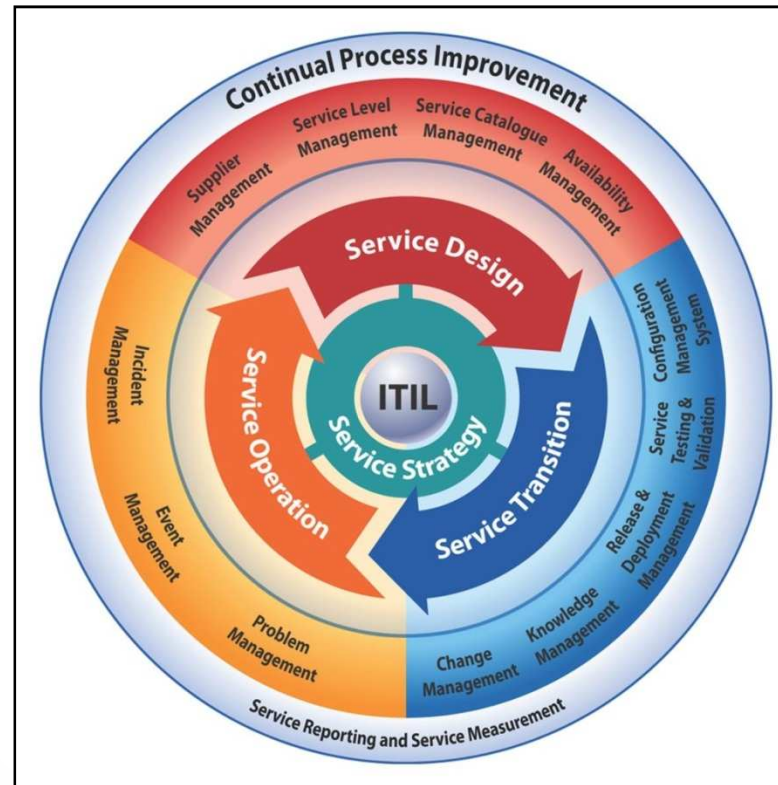 Continual Process Improvement
Supplier
Management
Service Level
Management
Service Catalogue
Management
Availability
Management
Configuration
Management
System
Service
Testing &
Validation
Release &
Deployment
Management
Knowledge
Management
Change
Management
Problem
Management
Event
Management
Incident
Management
Service Design
Service Transition
Service Operation
Service Strategy
ITIL
Service Reporting and Service Measurement